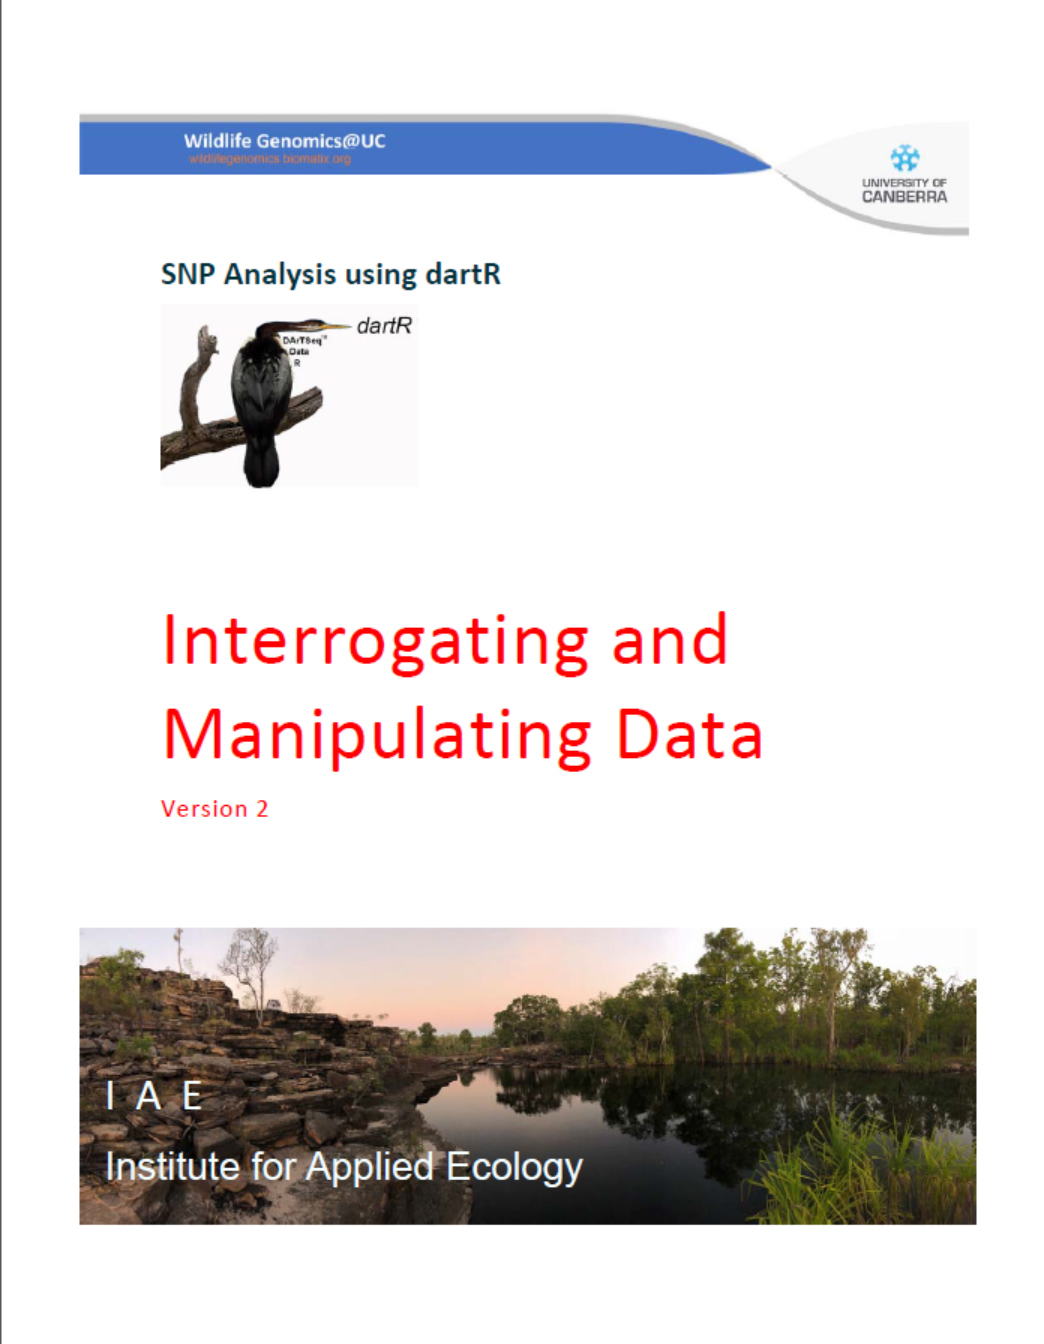 Wildlife Genomics@UC
wildlifegenomics.biomatix.org
UNIVERSITY OF
CANBERRA
SNP Analysis using dartR
dartR
DArTSeq™
Data
R
Interrogating and
Manipulating Data
Version 2
I A E
Institute for Applied Ecology